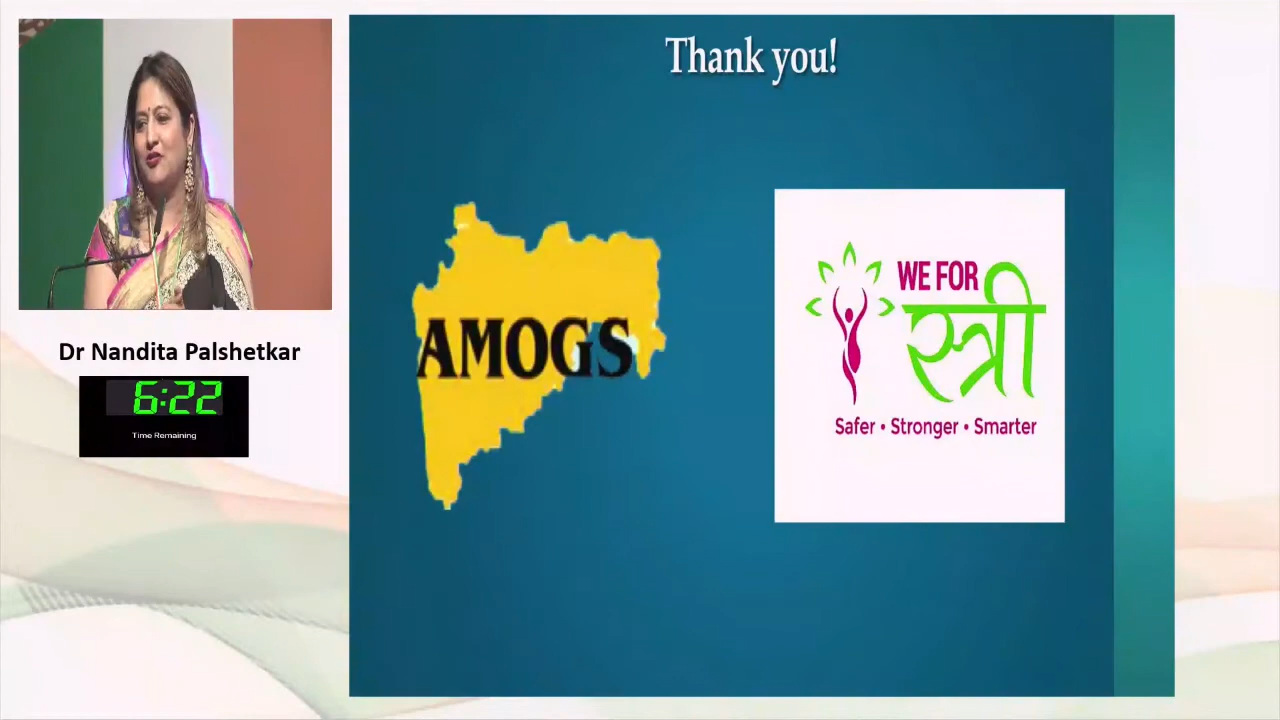 Thank you!
AMOGS
WE FOR
स्त्री
Safer • Stronger • Smarter
Dr Nandita Palshetkar
6:22
Time Remaining